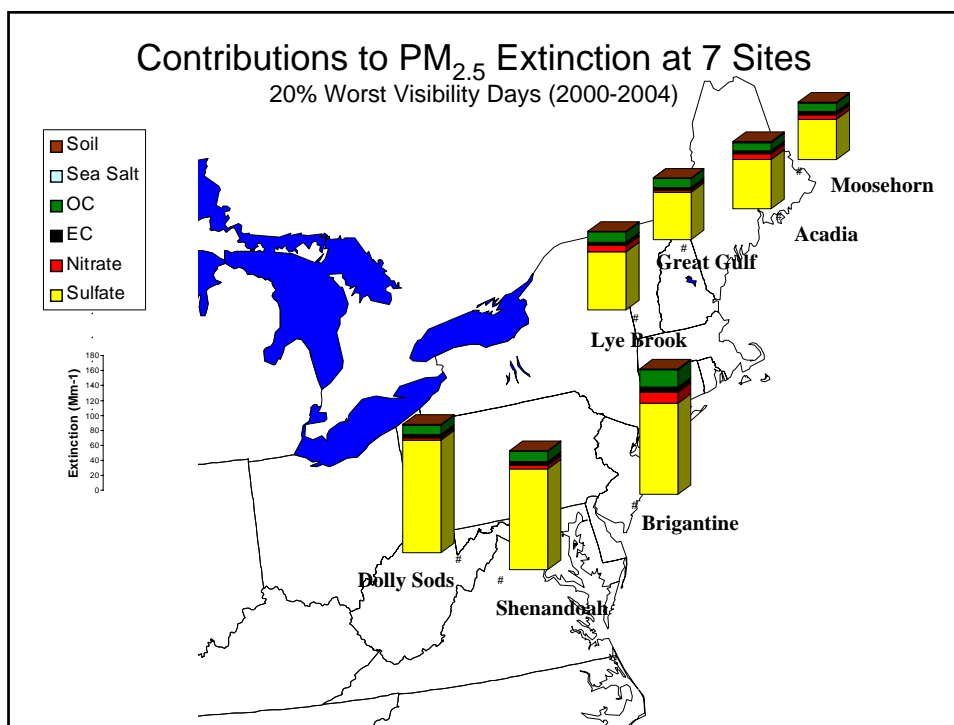 Contributions to PM2.5 Extinction at 7 Sites
20% Worst Visibility Days (2000-2004)
Soil
Sea Salt
OC
EC
Nitrate
Sulfate
180
160
140
120
100
80
60
40
20
0
Extinction (Mm-1)
#
Moosehorn
Acadia
#
Great Gulf
#
Lye Brook
#
Brigantine
#
Dolly Sods
#
Shenandoah